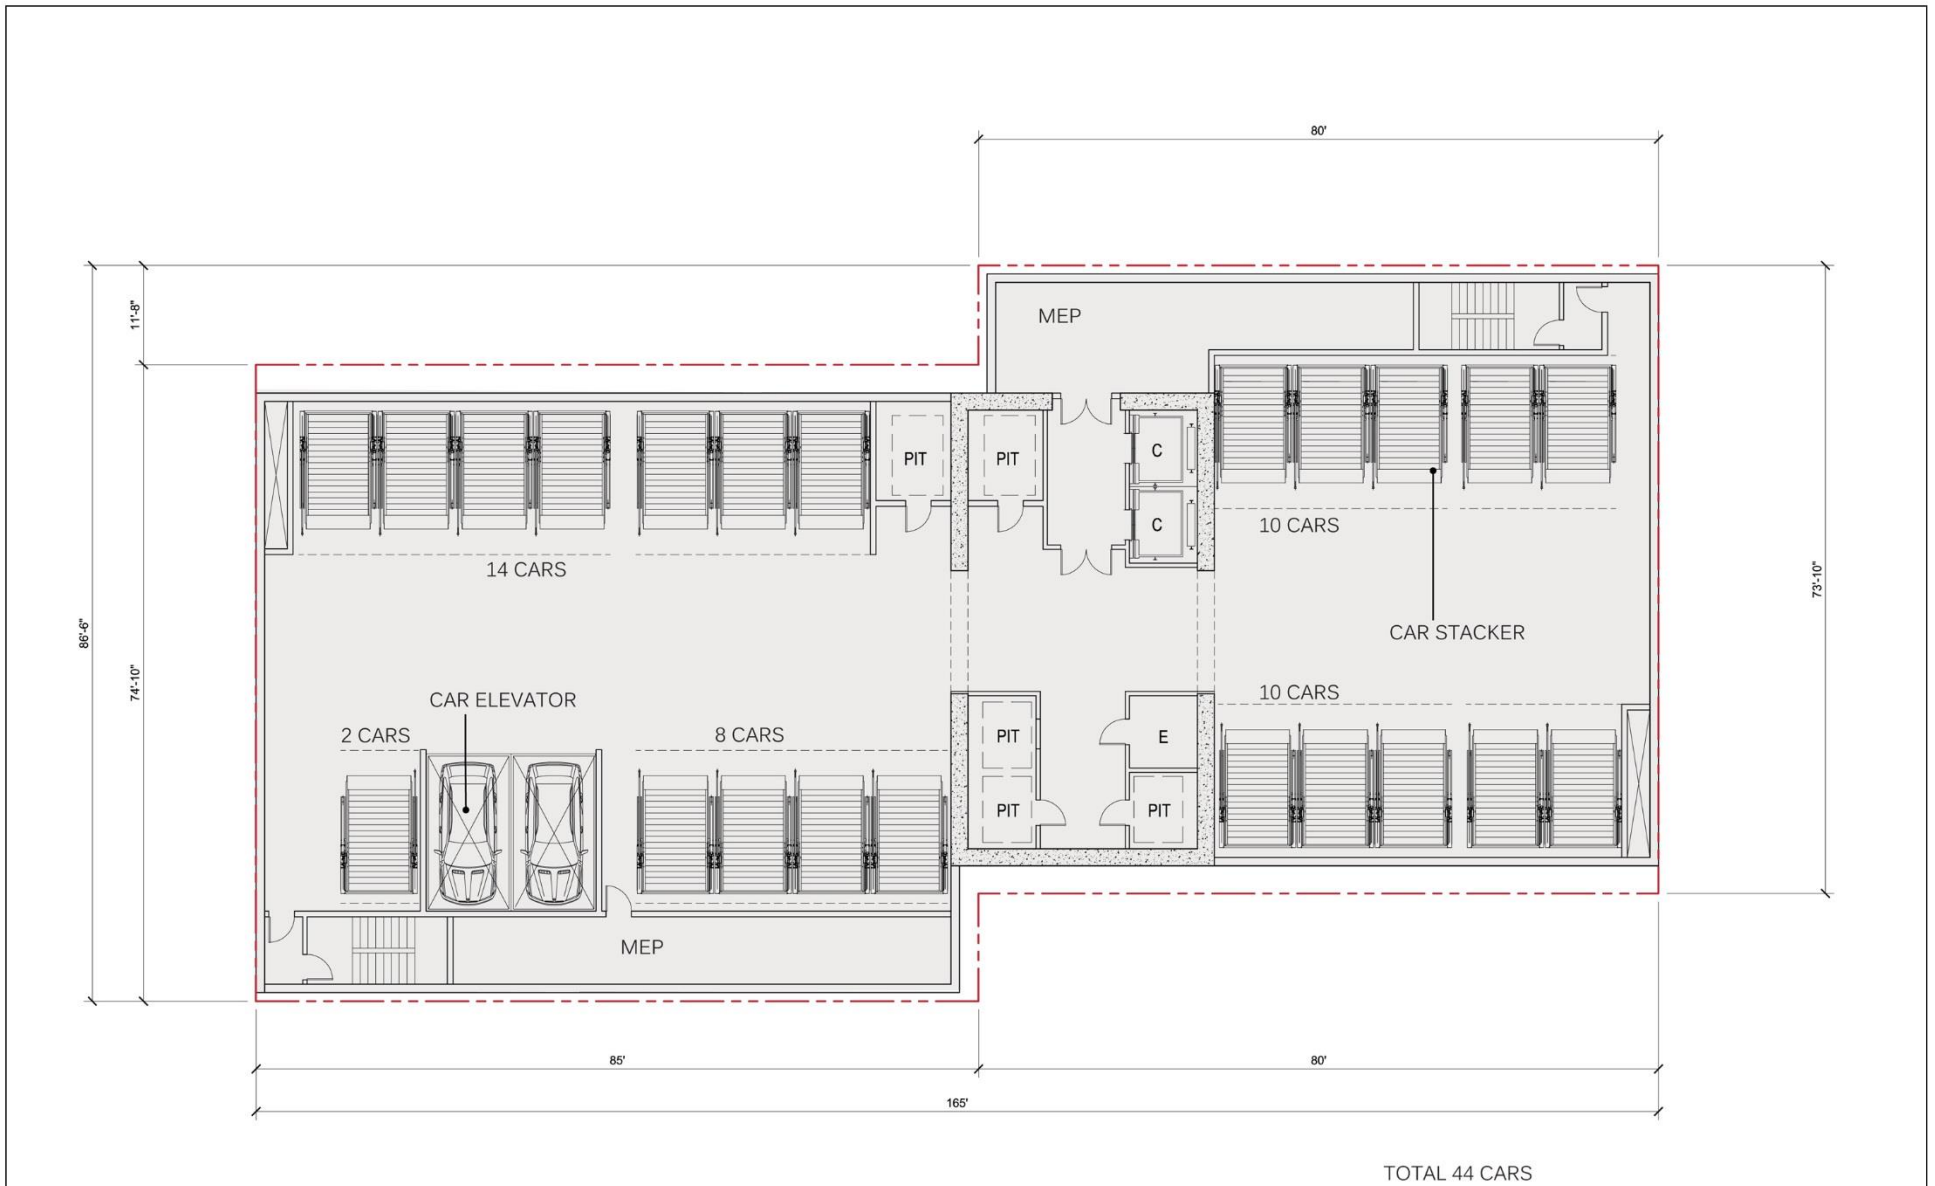 80'
11'-8"
MEP
PIT
PIT
C
C
10 CARS
14 CARS
73'-10"
86'-6"
74'-10"
CAR STACKER
CAR ELEVATOR
10 CARS
2 CARS
8 CARS
PIT
E
PIT
PIT
MEP
85'
80'
165'
TOTAL 44 CARS